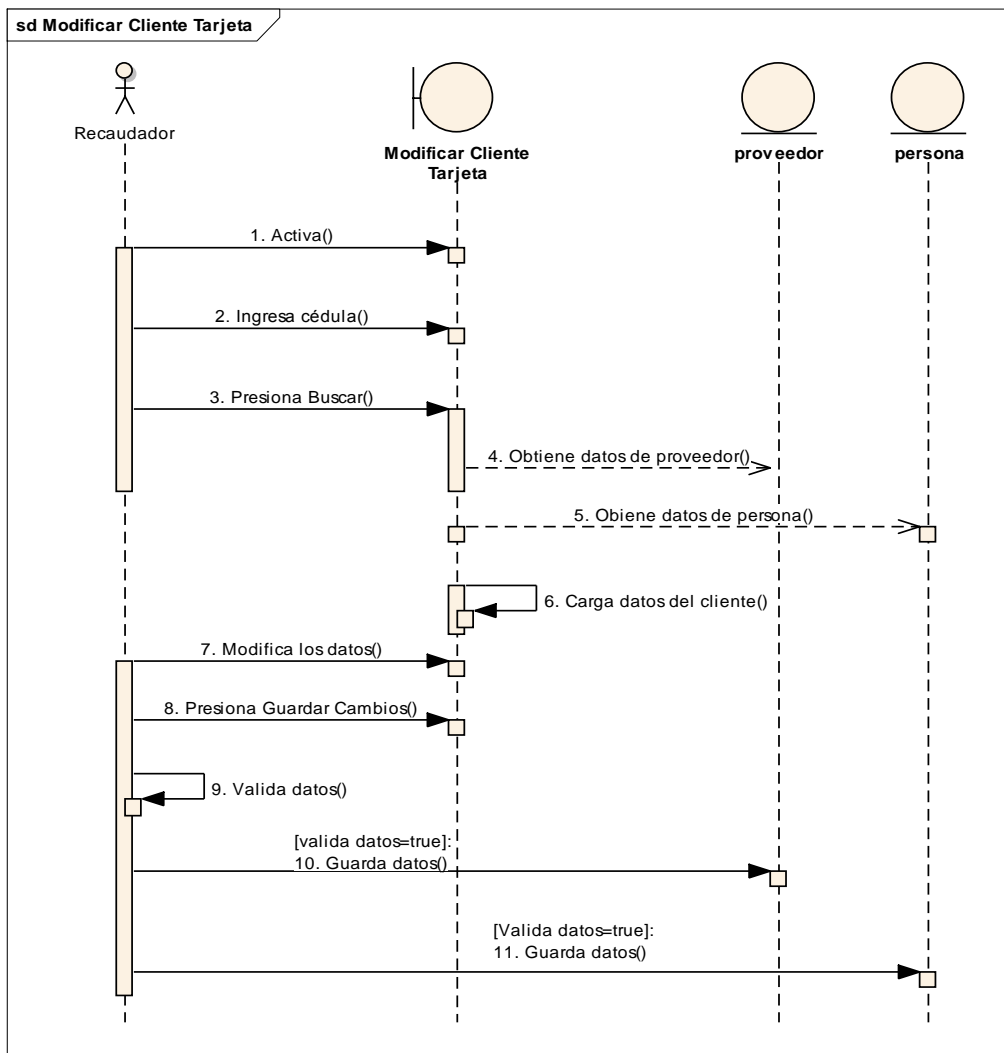 sd Modificar Cliente Tarjeta
Recaudador
Modificar Cliente
Tarjeta
proveedor
persona
1. Activa()
2. Ingresa cédula()
3. Presiona Buscar()
4. Obtiene datos de proveedor()
5. Obiene datos de persona()
6. Carga datos del cliente()
7. Modifica los datos()
8. Presiona Guardar Cambios()
9. Valida datos()
[valida datos=true]:
10. Guarda datos()
[Valida datos=true]:
11. Guarda datos()